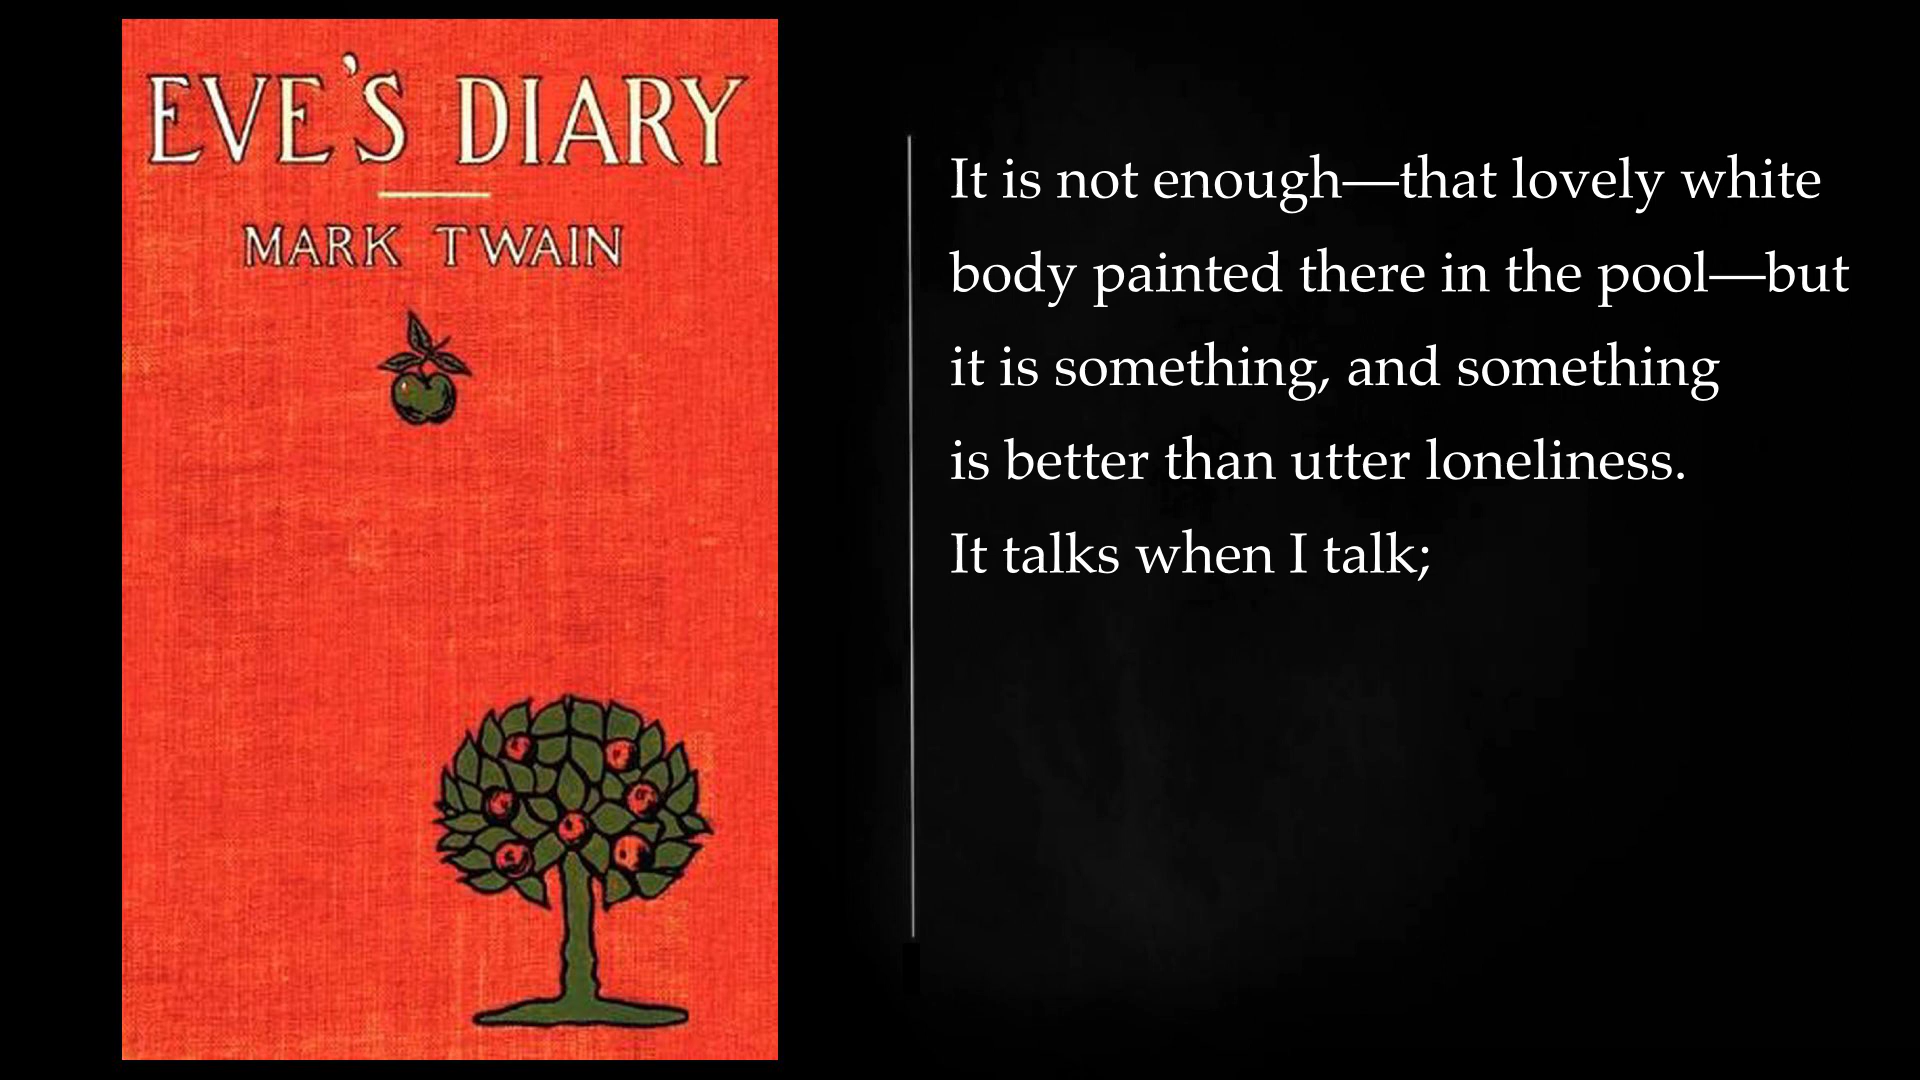 EVE'S DIARY
MARK TWAIN
It is not enough—that lovely white
body painted there in the pool—but
it is something, and something
is better than utter loneliness.
It talks when I talk;